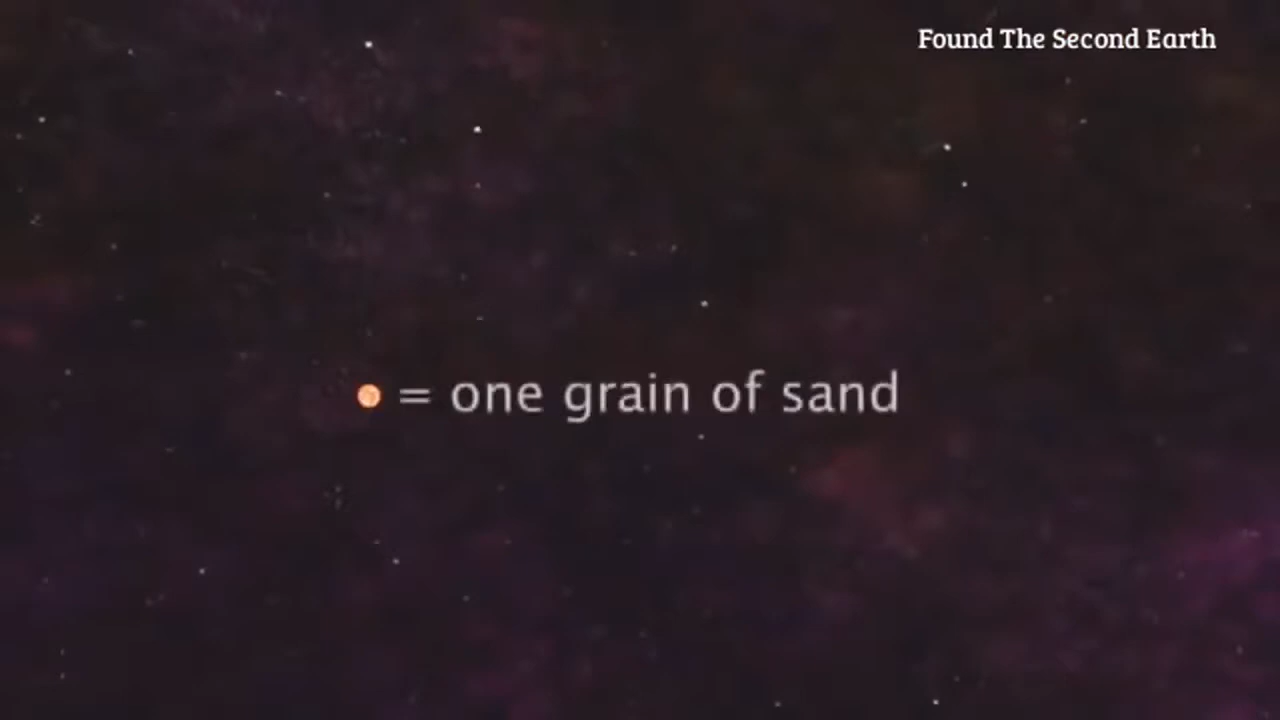 Found The Second Earth
= one grain of sand